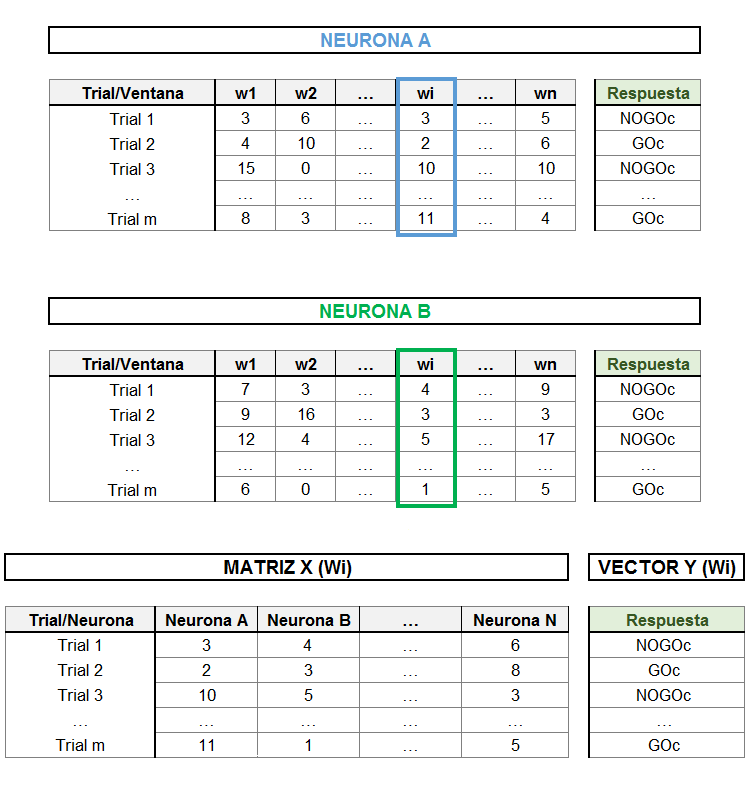 NEURONA A
Trial/Ventana w1 w2 … wi … wn Respuesta
Trial 1 3 6 … 3 … 5 NOGOc
Trial 2 4 10 … 2 … 6 GOc
Trial 3 15 0 … 10 … 10 NOGOc
… … … … … … … …
Trial m 8 3 … 11 … 4 GOc
NEURONA B
Trial/Ventana w1 w2 … wi … wn Respuesta
Trial 1 7 3 … 4 … 9 NOGOc
Trial 2 9 16 … 3 … 3 GOc
Trial 3 12 4 … 5 … 17 NOGOc
… … … … … … … …
Trial m 6 0 … 1 … 5 GOc
MATRIZ X (Wi) VECTOR Y (Wi)
Trial/Neurona Neurona A Neurona B … Neurona N Respuesta
Trial 1 3 4 … 6 NOGOc
Trial 2 2 3 … 8 GOc
Trial 3 10 5 … 3 NOGOc
… … … … … …
Trial m 11 1 … 5 GOc